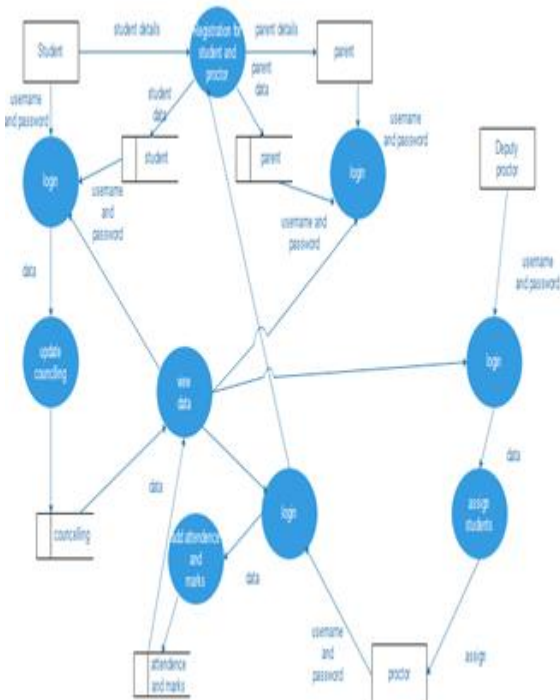 student details
Registration for
student and
proctor
parent details
Student
parent
parent
data
student
data
username
and password
username
and password
student
parent
Deputy
proctor
login
login
username
and
password
username and
password
username
and password
data
update
councling
login
view
data
data
data
assign
students
councelling
login
add attendence
and
marks
data
username
and
password
assign
attendence
and marks
proctor